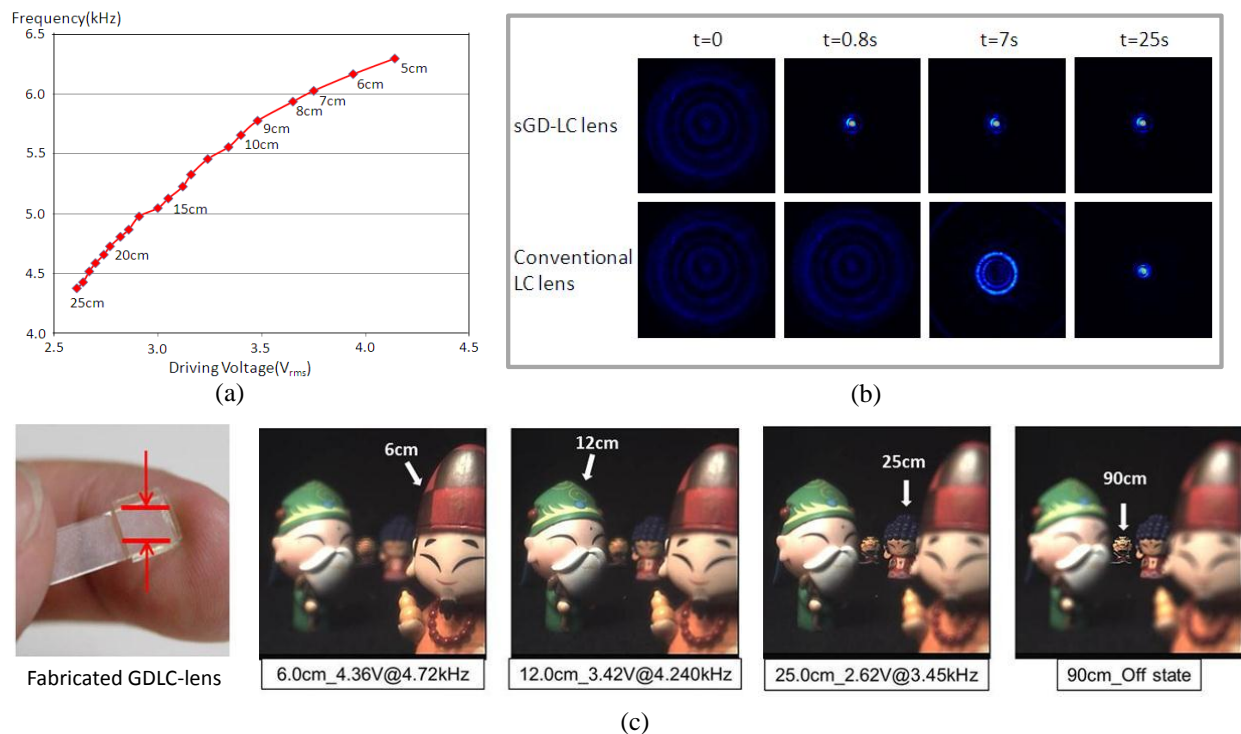 Frequency(kHz)
6.5
6.0
5.5
5.0
4.5
4.0
5cm
6cm
7cm
8cm
9cm
10cm
15cm
20cm
25cm
2.5 3.0 3.5 4.0 4.5
Driving Voltage(Vrms)
(a)
t=0 t=0.8s t=7s t=25s
sGD-LC lens
Conventional
LC lens
(b)
6cm
12cm
25cm
90cm
Fabricated GDLC-lens
6.0cm_4.36V@4.72kHz
12.0cm_3.42V@4.240kHz
25.0cm_2.62V@3.45kHz
90cm_Off state
(c)